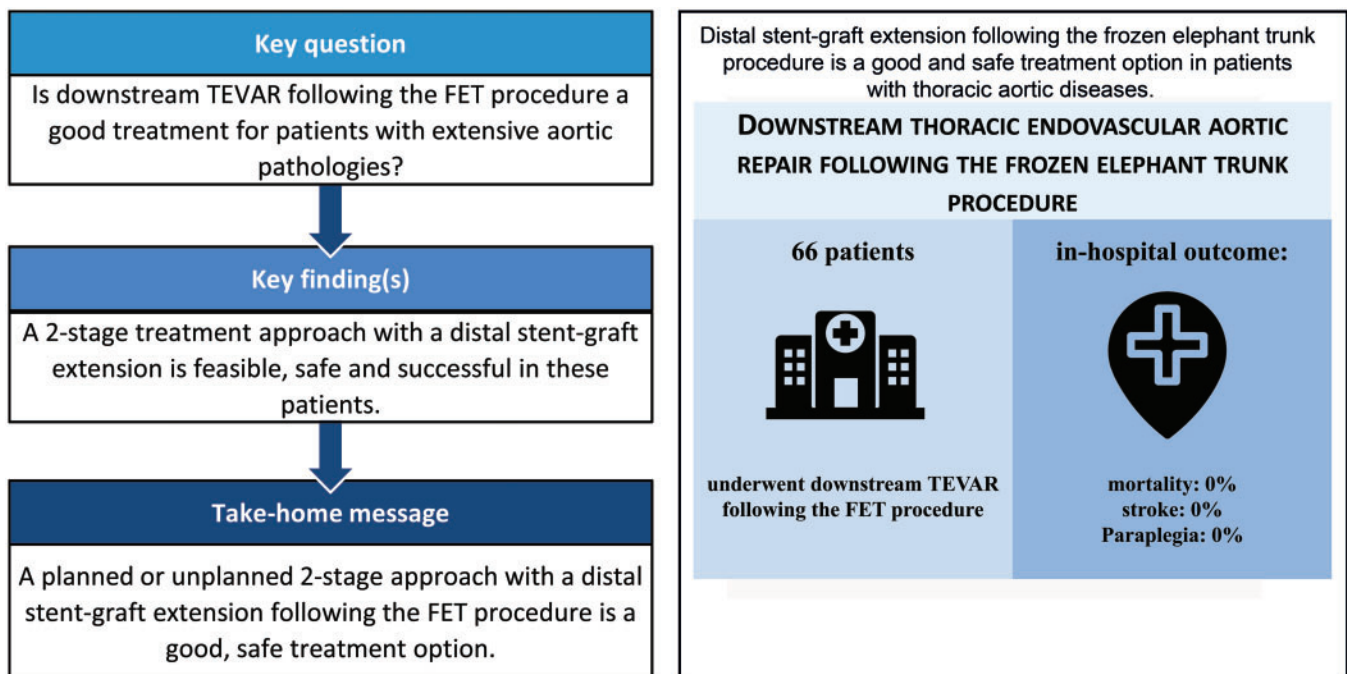 Key question
Is downstream TEVAR following the FET procedure a
good treatment for patients with extensive aortic
pathologies?
Key finding(s)
A 2-stage treatment approach with a distal stent-graft
extension is feasible, safe and successful in these
patients.
Take-home message
A planned or unplanned 2-stage approach with a distal
stent-graft extension following the FET procedure is a
good, safe treatment option.
Distal stent-graft extension following the frozen elephant trunk
procedure is a good and safe treatment option in patients
with thoracic aortic diseases.
DOWNSTREAM THORACIC ENDOVASCULAR AORTIC
REPAIR FOLLOWING THE FROZEN ELEPHANT TRUNK
PROCEDURE
66 patients
underwent downstream TEVAR
following the FET procedure
in-hospital outcome:
mortality: 0%
stroke: 0%
Paraplegia: 0%